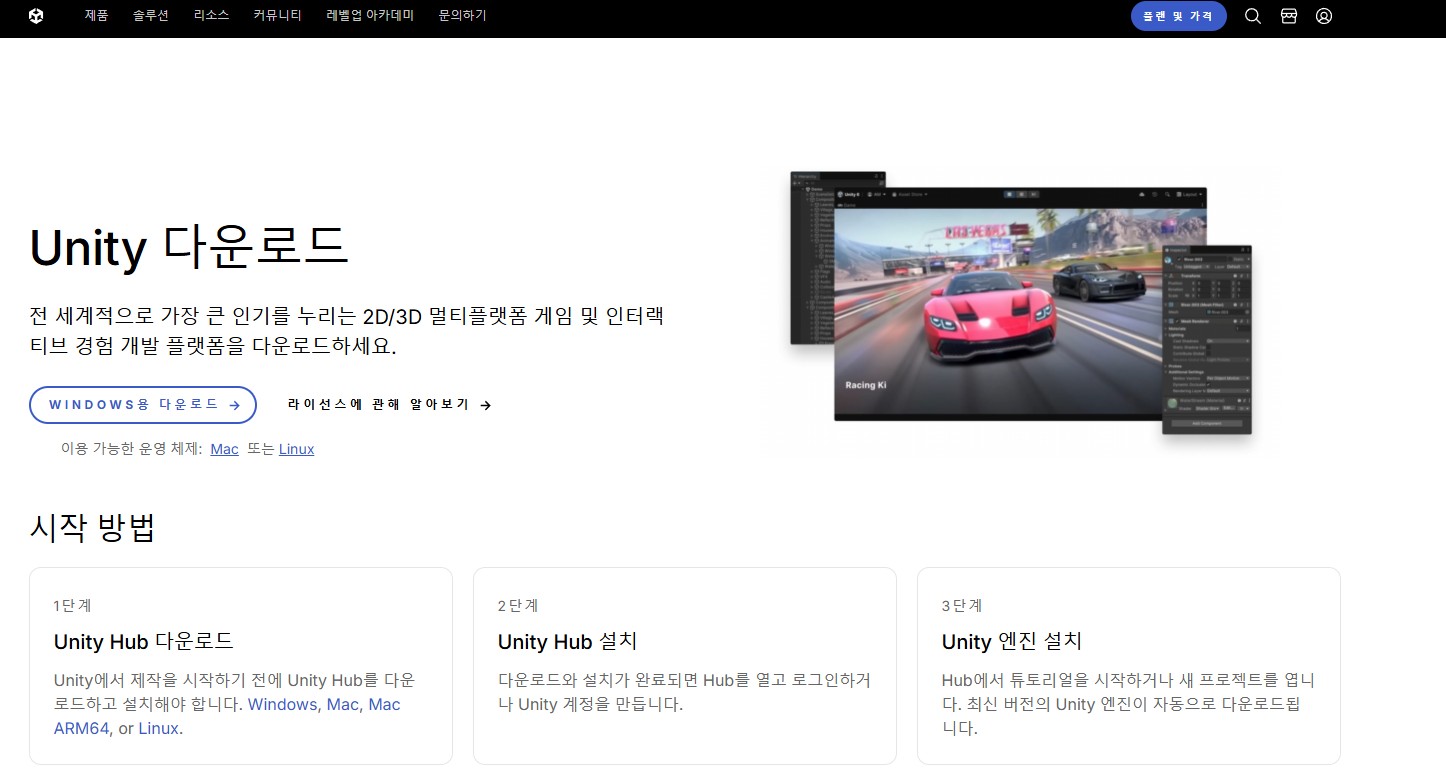 제품 솔루션 리소스 커뮤니티 레벨업 아카데미 문의하기 플랜 및 가격
Unity 다운로드
전 세계적으로 가장 큰 인기를 누리는 2D/3D 멀티플랫폼 게임 및 인터랙
티브 경험 개발 플랫폼을 다운로드하세요.
WINDOWS용 다운로드 → 라이선스에 관해 알아보기 →
이용 가능한 운영 체제: Mac 또는 Linux
Racing Ki
시작 방법
1단계
Unity Hub 다운로드
Unity에서 제작을 시작하기 전에 Unity Hub를 다운
로드하고 설치해야 합니다. Windows, Mac, Mac
ARM64, or Linux.
2단계
Unity Hub 설치
다운로드와 설치가 완료되면 Hub를 열고 로그인하거
나 Unity 계정을 만듭니다.
3단계
Unity 엔진 설치
Hub에서 튜토리얼을 시작하거나 새 프로젝트를 엽니
다. 최신 버전의 Unity 엔진이 자동으로 다운로드됩
니다.